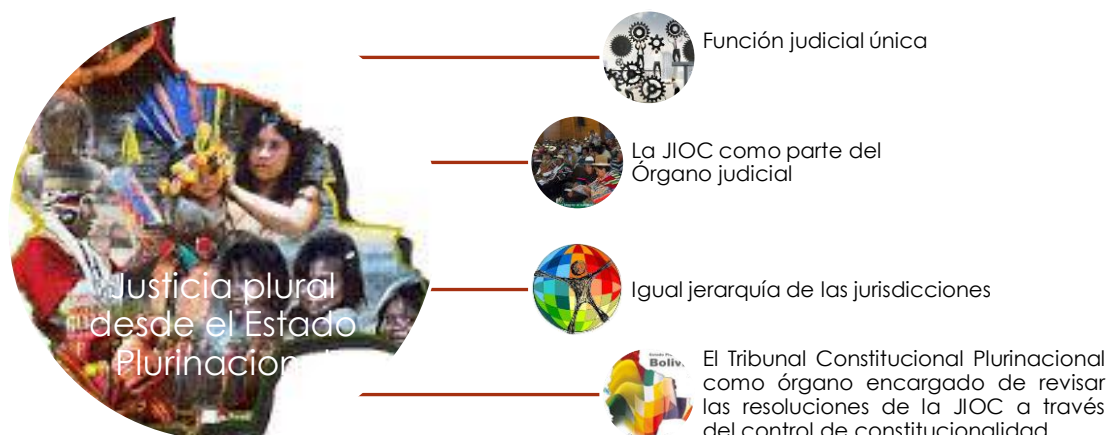 Función judicial única
La JIOC como parte del
Órgano judicial
Justicia plural
desde el Estado
Plurinacional
Igual jerarquía de las jurisdicciones
Boliv
El Tribunal Constitucional Plurinacional
como órgano encargado de revisar
las resoluciones de la JIOC a través
del control de constitucionalidad